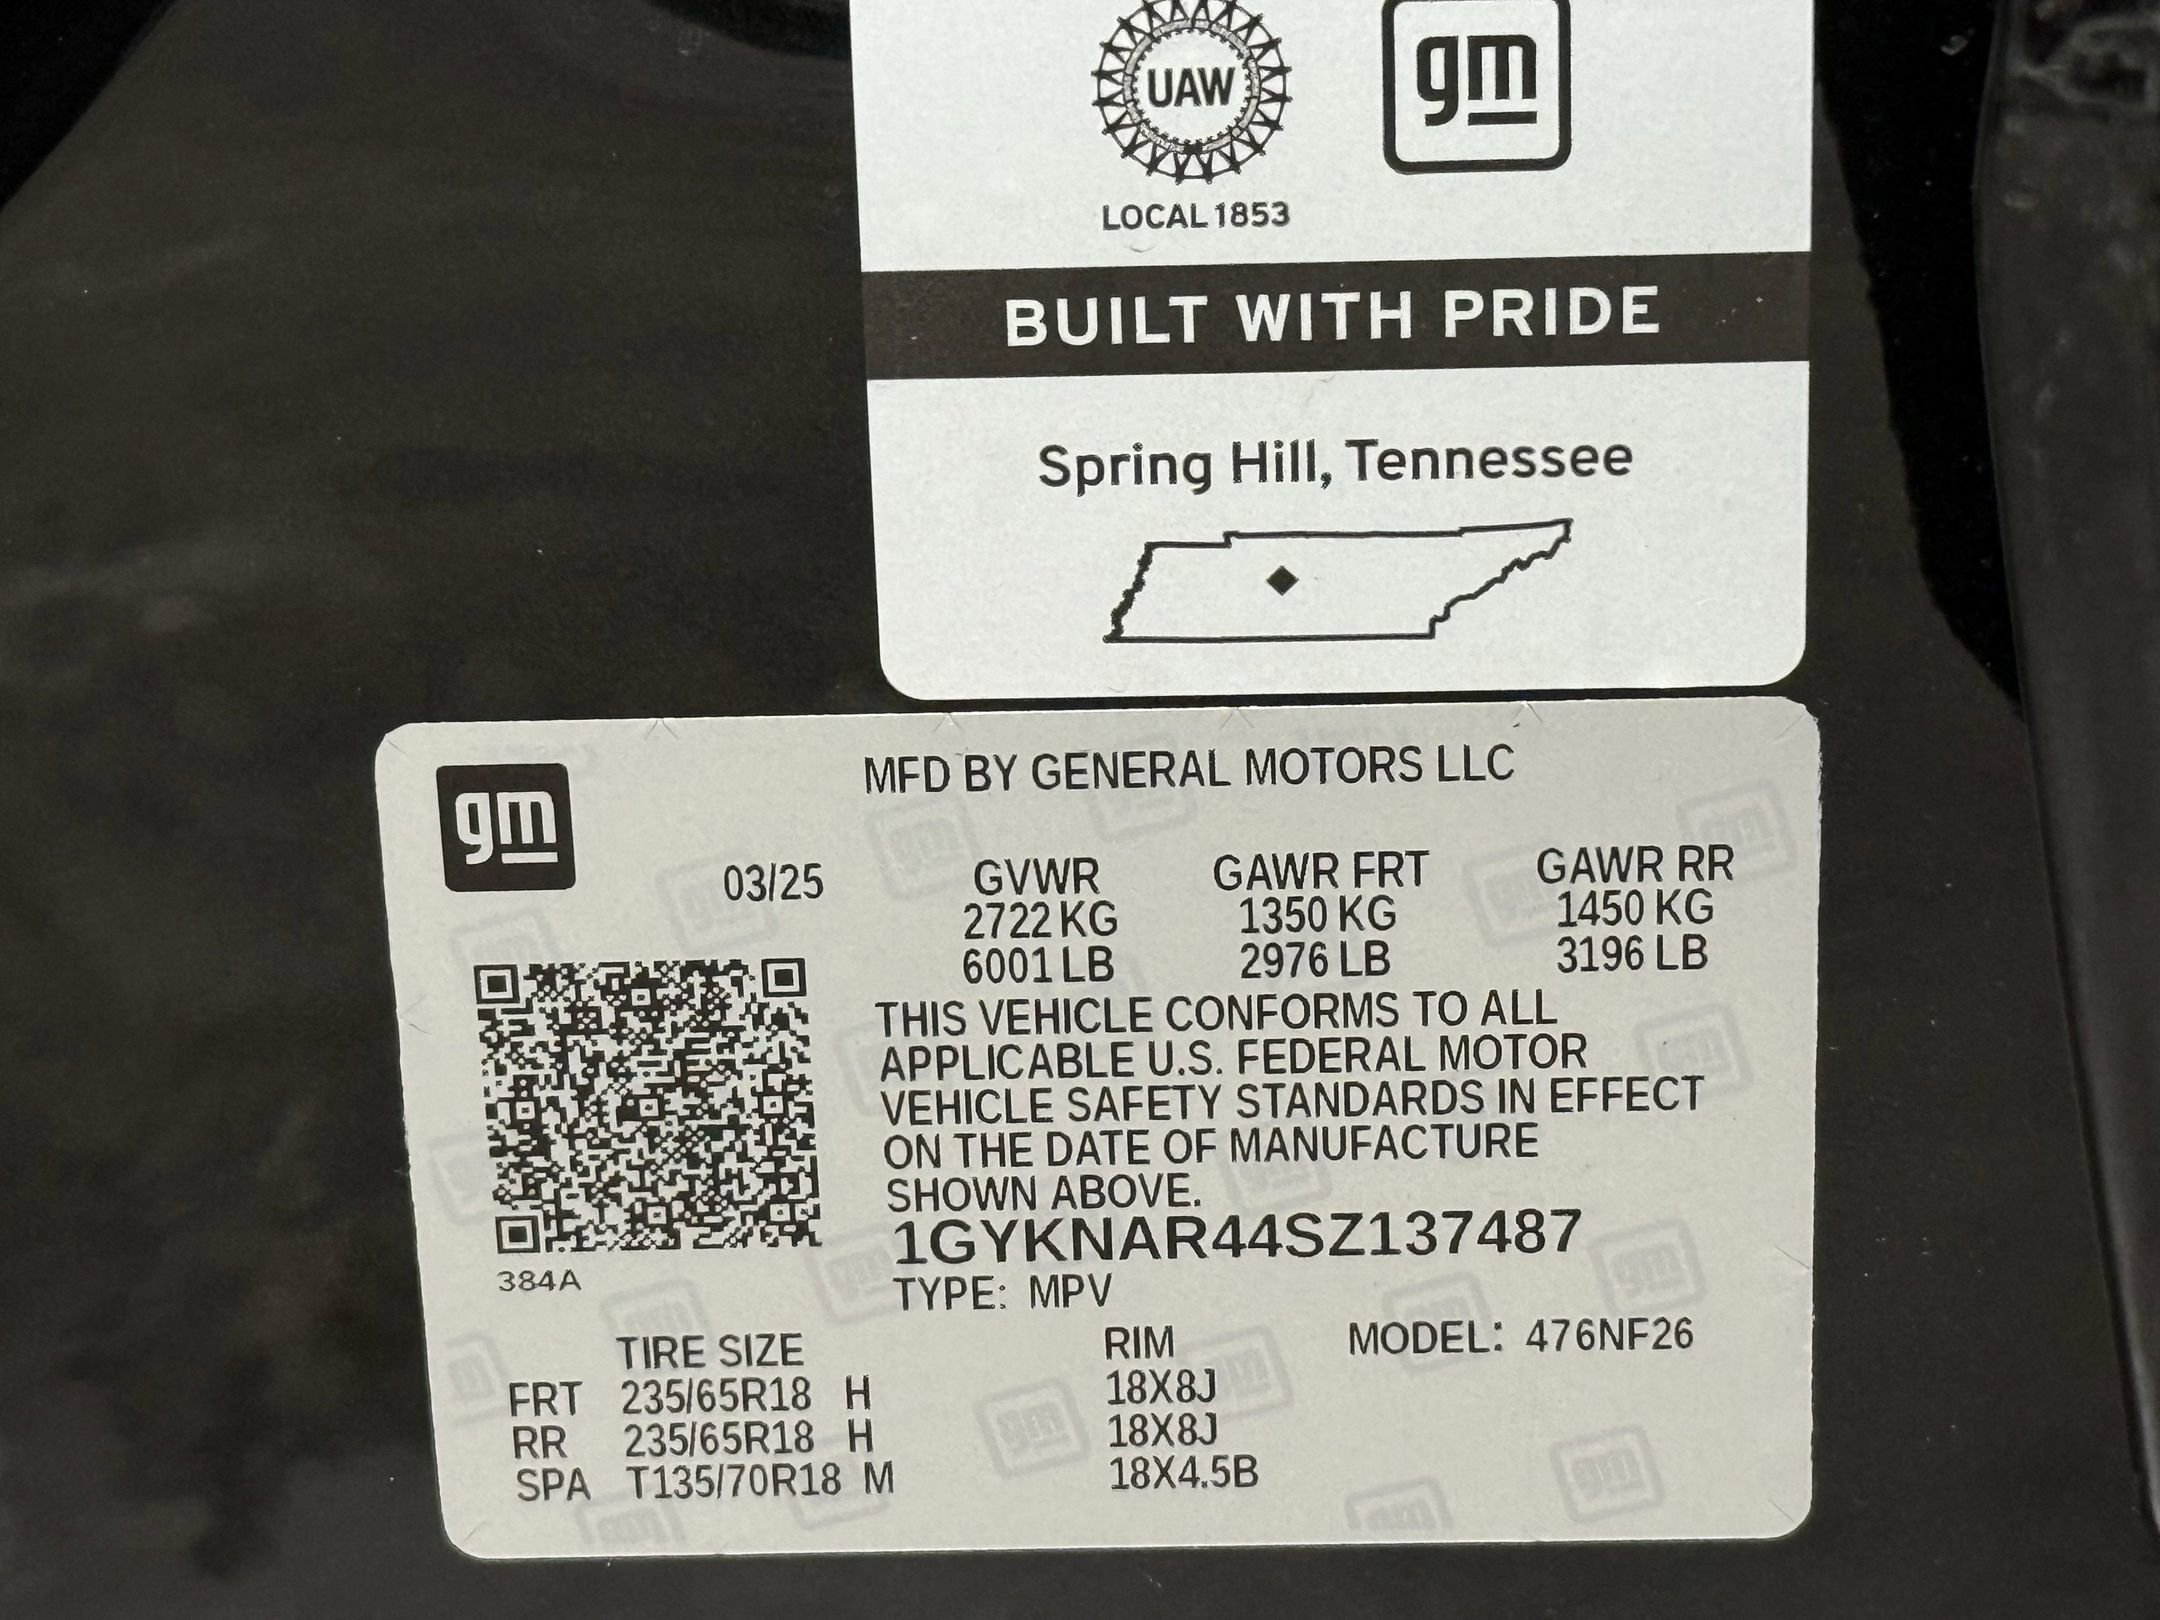 UAW
gm
LOCAL 1853
BUILT WITH PRIDE
Spring Hill, Tennessee
gm
MFD BY GENERAL MOTORS LLC
03/25 GVWR GAWR FRT GAWR RR
2722 KG 1350 KG 1450 KG
6001 LB 2976 LB 3196 LB
THIS VEHICLE CONFORMS TO ALL
APPLICABLE U.S. FEDERAL MOTOR
VEHICLE SAFETY STANDARDS IN EFFECT
ON THE DATE OF MANUFACTURE
SHOWN ABOVE.
1GYKNAR44SZ137487
384A
TYPE: MPV
TIRE SIZE RIM MODEL: 476NF26
FRT 235/65R18 H 18X8J
RR 235/65R18 H 18X8J
SPA T135/70R18 M 18X4.5B